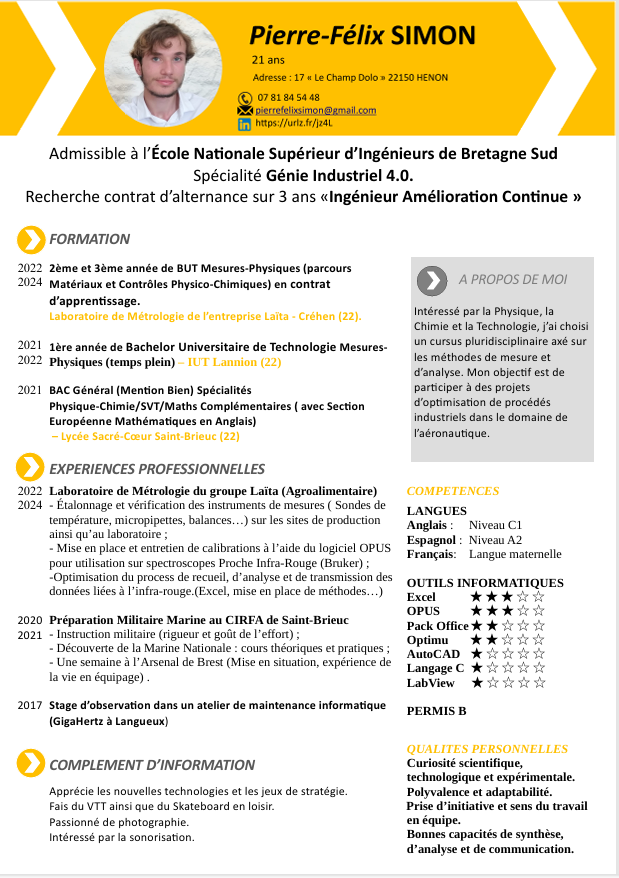 Pierre-Félix SIMON
21 ans
Adresse : 17 « Le Champ Dolo » 22150 HENON
07 81 84 54 48
pierrefelixsimon@gmail.com
https://urlz.fr/jz4L
Admissible à l’École Nationale Supérieur d’Ingénieurs de Bretagne Sud
Spécialité Génie Industriel 4.0.
Recherche contrat d’alternance sur 3 ans «Ingénieur Amélioration Continue »
FORMATION
2022 2ème et 3ème année de BUT Mesures-Physiques (parcours
2024 Matériaux et Contrôles Physico-Chimiques) en contrat
d’apprentissage.
Laboratoire de Métrologie de l’entreprise Laïta - Créhen (22).
2021 1ère année de Bachelor Universitaire de Technologie Mesures-
2022 Physiques (temps plein) – IUT Lannion (22)
2021 BAC Général (Mention Bien) Spécialités
Physique-Chimie/SVT/Maths Complémentaires ( avec Section
Européenne Mathématiques en Anglais)
– Lycée Sacré-Cœur Saint-Brieuc (22)
A PROPOS DE MOI
Intéressé par la Physique, la
Chimie et la Technologie, j’ai choisi
un cursus pluridisciplinaire axé sur
les méthodes de mesure et
d’analyse. Mon objectif est de
participer à des projets
d’optimisation de procédés
industriels dans le domaine de
l’aéronautique.
EXPERIENCES PROFESSIONNELLES
2022 Laboratoire de Métrologie du groupe Laïta (Agroalimentaire)
2024 - Étalonnage et vérification des instruments de mesures ( Sondes de
température, micropipettes, balances…) sur les sites de production
ainsi qu’au laboratoire ;
- Mise en place et entretien de calibrations à l’aide du logiciel OPUS
pour utilisation sur spectroscopes Proche Infra-Rouge (Bruker) ;
-Optimisation du process de recueil, d’analyse et de transmission des
données liées à l’infra-rouge.(Excel, mise en place de méthodes…)
2020 Préparation Militaire Marine au CIRFA de Saint-Brieuc
2021 - Instruction militaire (rigueur et goût de l’effort) ;
- Découverte de la Marine Nationale : cours théoriques et pratiques ;
- Une semaine à l’Arsenal de Brest (Mise en situation, expérience de
la vie en équipage) .
2017 Stage d’observation dans un atelier de maintenance informatique
(GigaHertz à Langueux)
COMPLEMENT D’INFORMATION
Apprécie les nouvelles technologies et les jeux de stratégie.
Fais du VTT ainsi que du Skateboard en loisir.
Passionné de photographie.
Intéressé par la sonorisation.
COMPETENCES
LANGUES
Anglais : Niveau C1
Espagnol : Niveau A2
Français: Langue maternelle
OUTILS INFORMATIQUES
Excel ★★★☆☆
OPUS ★★★☆☆
Pack Office ★★☆☆☆
Optimu ★★☆☆☆
AutoCAD ★☆☆☆☆
Langage C ★☆☆☆☆
LabView ★☆☆☆☆
PERMIS B
QUALITES PERSONNELLES
Curiosité scientifique,
technologique et expérimentale.
Polyvalence et adaptabilité.
Prise d’initiative et sens du travail
en équipe.
Bonnes capacités de synthèse,
d’analyse et de communication.